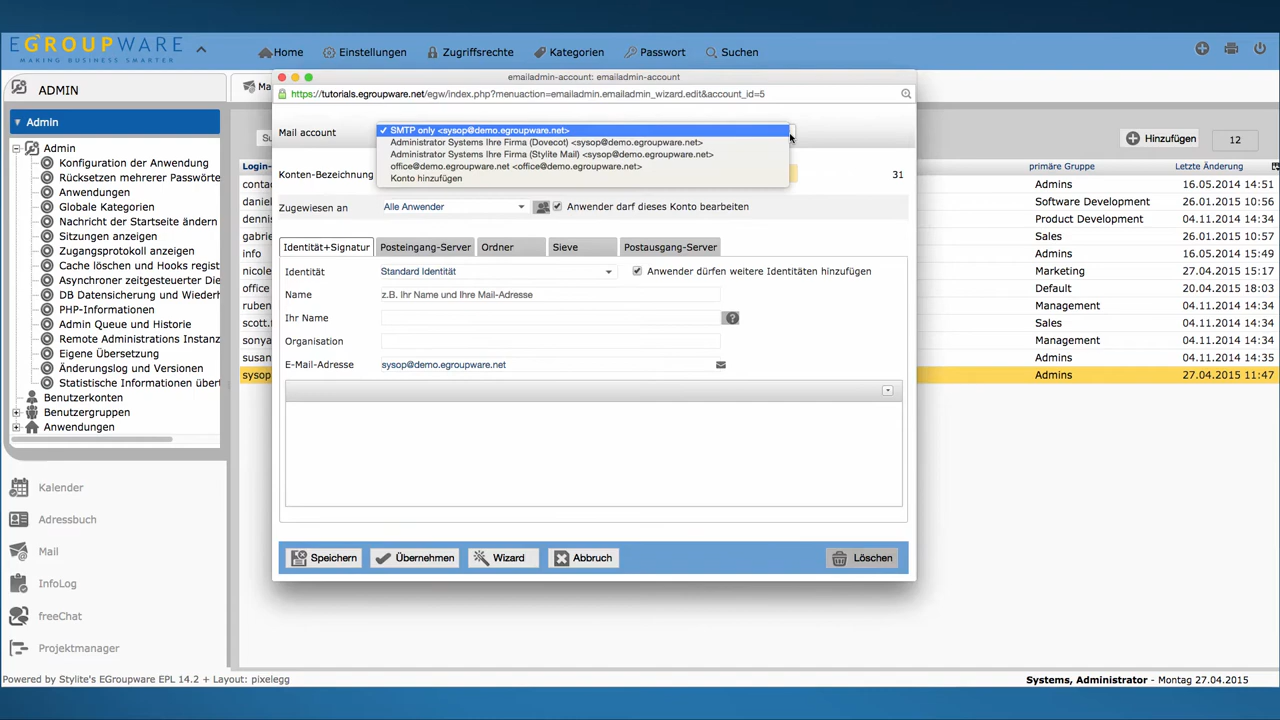 EGROUPWARE
MAKING BUSINESS SMARTER
Home
Einstellungen
Zugriffsrechte
Kategorien
Passwort
Suchen
ADMIN
Ma
emailadmin-account: emailadmin-account
https://tutorials.egroupware.net/egw/index.php?menuaction=emailadmin.emailadmin_wizard.edit&account_id=5
Admin
Admin
Konfiguration der Anwendung
Rücksetzen mehrerer Passworte
Anwendungen
Globale Kategorien
Nachricht der Startseite ändern
Sitzungen anzeigen
Zugangsprotokoll anzeigen
Cache löschen und Hooks regist
Asynchroner zeitgesteuerter Die
DB Datensicherung und Wiederh
PHP-Informationen
Admin Queue und Historie
Remote Administrations Instanz
Eigene Übersetzung
Änderungslog und Versionen
Statistische Informationen übert
Benutzerkonten
Benutzergruppen
Anwendungen
Kalender
Adressbuch
Mail
InfoLog
freeChat
Projektmanager
Su
Login-
conta
danie
denni
gabrie
info
nicole
office
ruben
scott.
sonya
susan
sysop
Mail account
✓ SMTP only <sysop@demo.egroupware.net>
Administrator Systems Ihre Firma (Dovecot) <sysop@demo.egroupware.net>
Administrator Systems Ihre Firma (Stylite Mail) <sysop@demo.egroupware.net>
office@demo.egroupware.net <office@demo.egroupware.net>
Konto hinzufügen
Konten-Bezeichnung
31
Zugewiesen an
Alle Anwender
Anwender darf dieses Konto bearbeiten
Identität+Signatur
Posteingang-Server
Ordner
Sieve
Postausgang-Server
Identität
Standard Identität
Anwender dürfen weitere Identitäten hinzufügen
Name
z.B. Ihr Name und Ihre Mail-Adresse
Ihr Name
Organisation
E-Mail-Adresse
sysop@demo.egroupware.net
Speichern
Übernehmen
Wizard
Abbruch
Löschen
Hinzufügen
12
primäre Gruppe
Letzte Änderung
Admins
16.05.2014 14:51
Software Development
26.01.2015 10:56
Product Development
04.11.2014 14:34
Sales
26.01.2015 10:56
Admins
16.04.2015 15:49
Marketing
27.04.2015 15:17
Default
20.04.2015 18:03
Management
04.11.2014 14:34
Sales
04.11.2014 14:34
Management
04.11.2014 14:34
Admins
04.11.2014 14:35
Admins
27.04.2015 11:47
Powered by Stylite's EGroupware EPL 14.2 + Layout: pixelegg
Systems, Administrator - Montag 27.04.2015